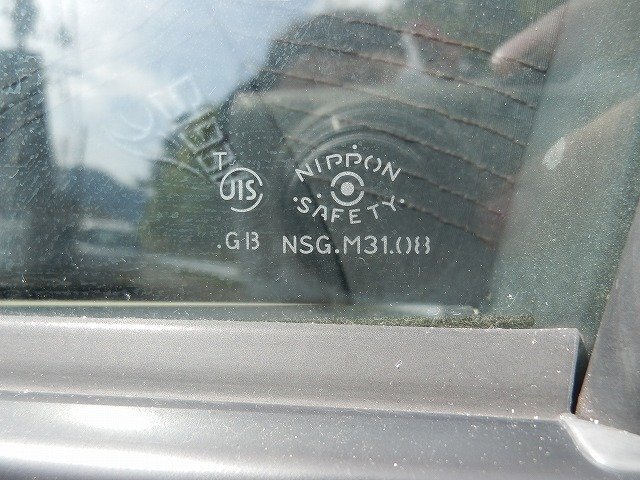 T
JIS
NIPPON
·SAFETY·
.GB NSG.M31.08